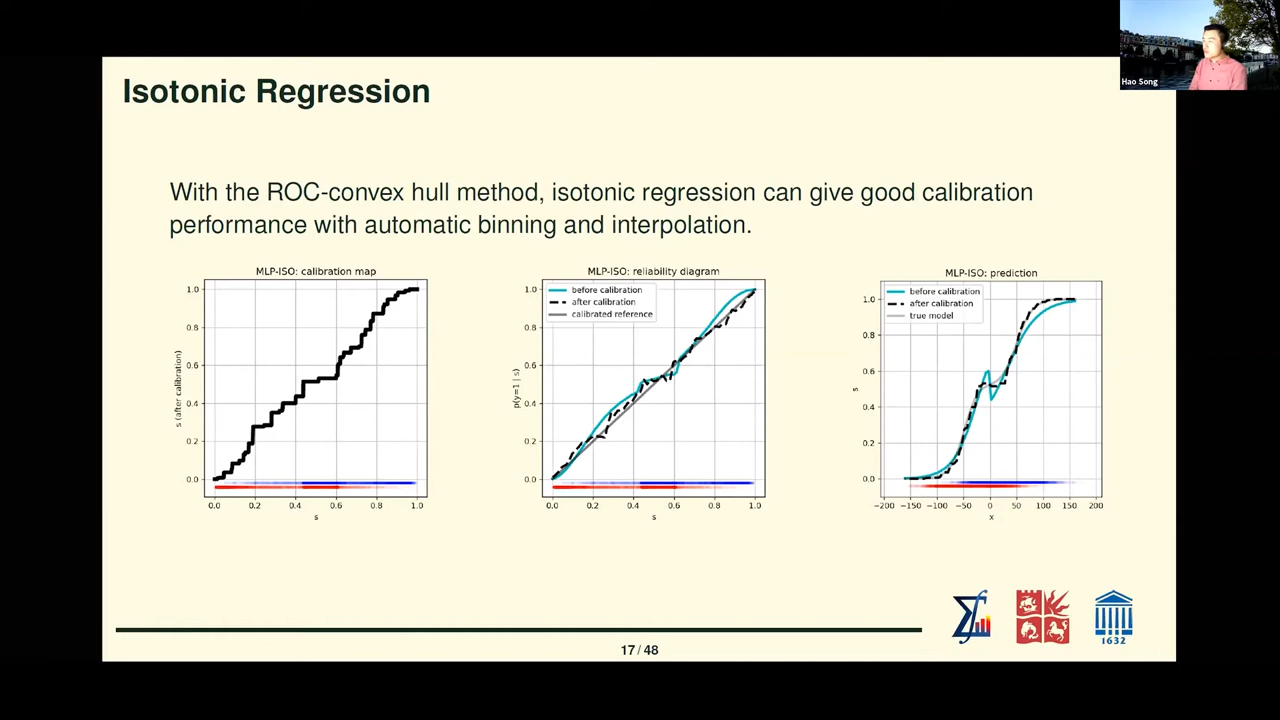 Hao Song
Isotonic Regression
With the ROC-convex hull method, isotonic regression can give good calibration
performance with automatic binning and interpolation.
MLP-ISO: calibration map
s (after calibration)
1.0
0.8
0.6
0.4
0.2
0.0
0.0 0.2 0.4 0.6 0.8 1.0
s
MLP-ISO: reliability diagram
before calibration
after calibration
calibrated reference
p(y=1 | s)
1.0
0.8
0.6
0.4
0.2
0.0
0.0 0.2 0.4 0.6 0.8 1.0
s
MLP-ISO: prediction
before calibration
after calibration
true model
s
1.0
0.8
0.6
0.4
0.2
0.0
−200 −150 −100 −50 0 50 100 150 200
x
1632
17 / 48